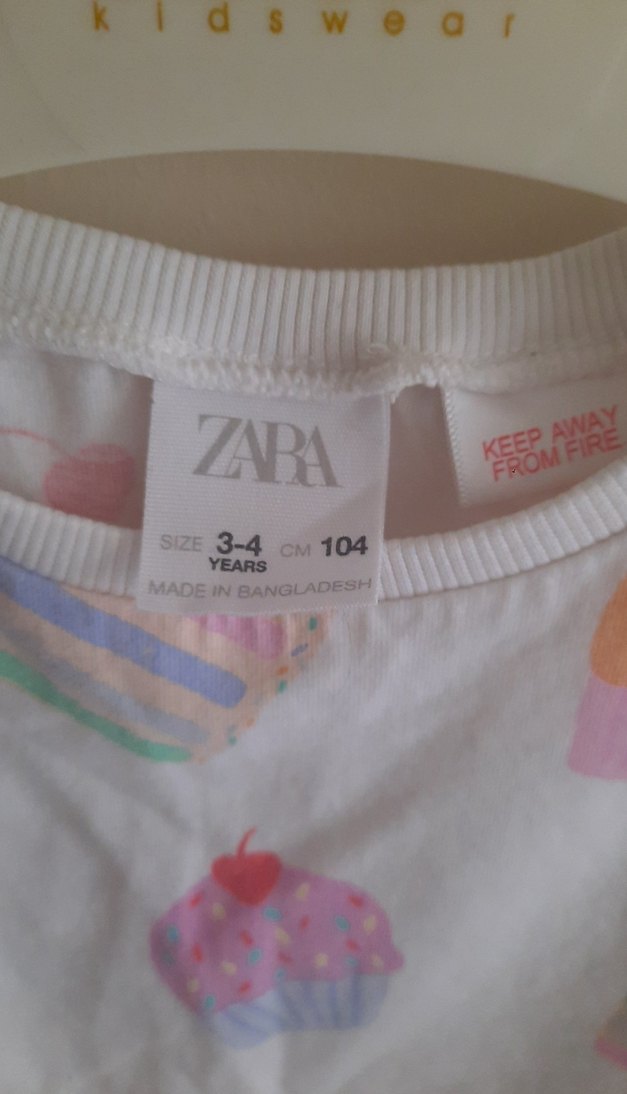 kidswear
ZARA
SIZE 3-4 CM 104
YEARS
MADE IN BANGLADESH
KEEP AWAY
FROM FIRE